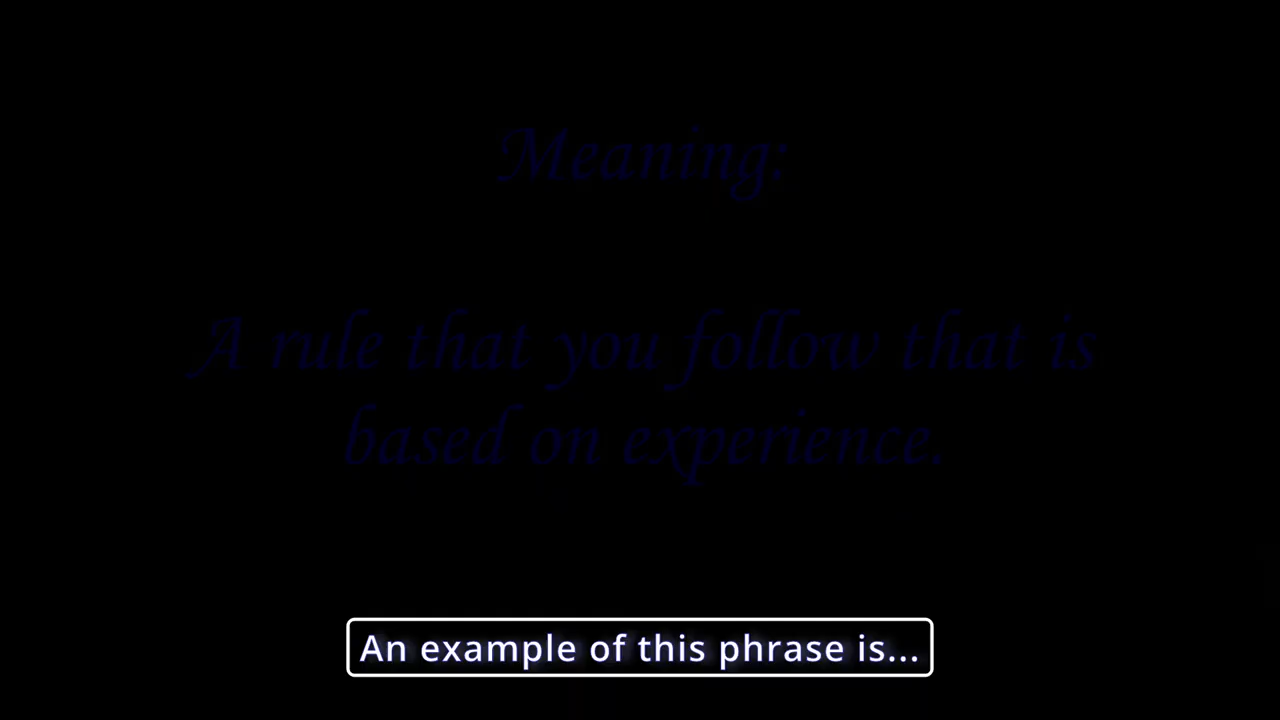 Meaning:
A rule that you follow that is
based on experience.
An example of this phrase is...